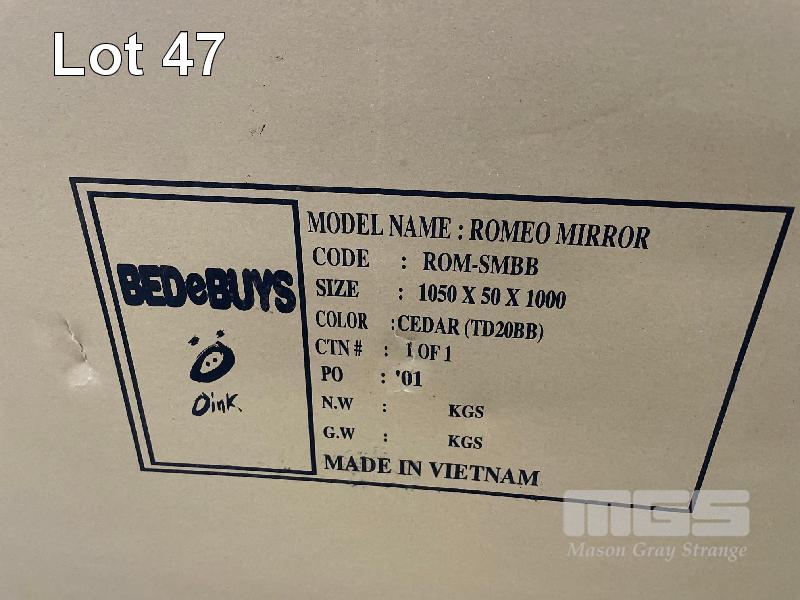 Lot 47
BEDeBUYS
Oink.
MODEL NAME : ROMEO MIRROR
CODE : ROM-SMBB
SIZE : 1050 X 50 X 1000
COLOR :CEDAR (TD20BB)
CTN # : 1 OF 1
PO : '01
N.W : KGS
G.W : KGS
MADE IN VIETNAM
MGS
Mason Gray Strange